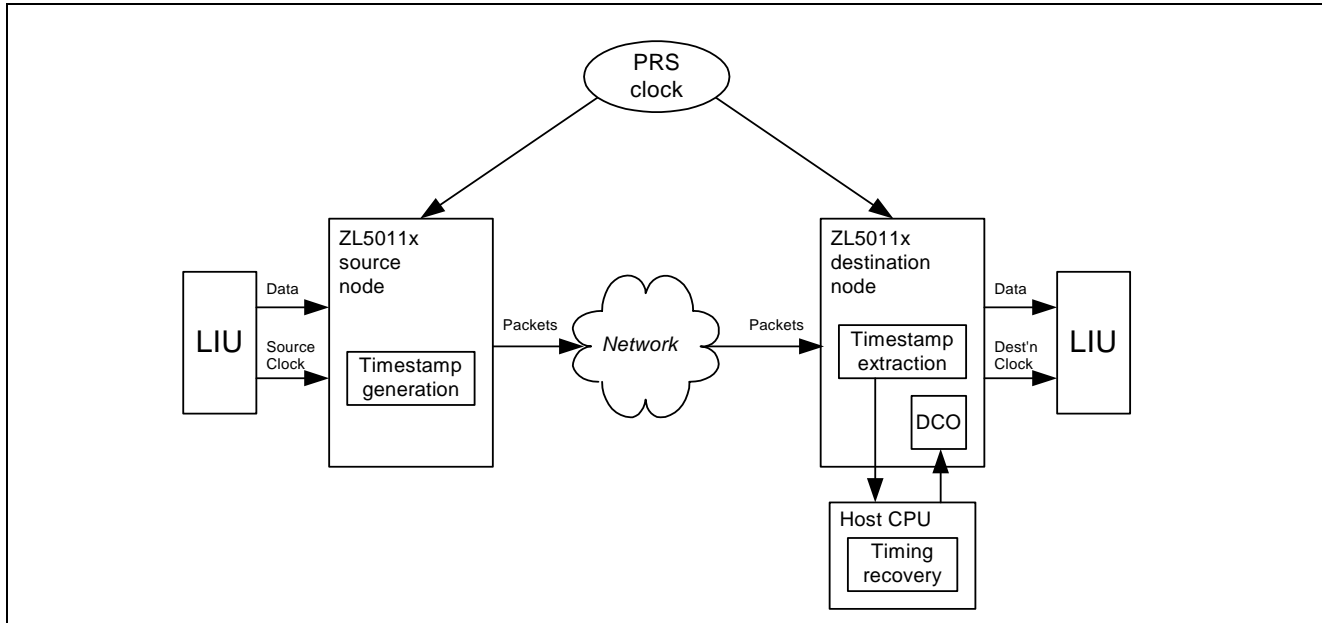 PRS
clock
ZL5011x
source
node
ZL5011x
destination
node
Data
Data
LIU
Source
Clock
Timestamp
generation
Packets
Network
Packets
Timestamp
extraction
Dest'n
Clock
LIU
DCO
Host CPU
Timing
recovery